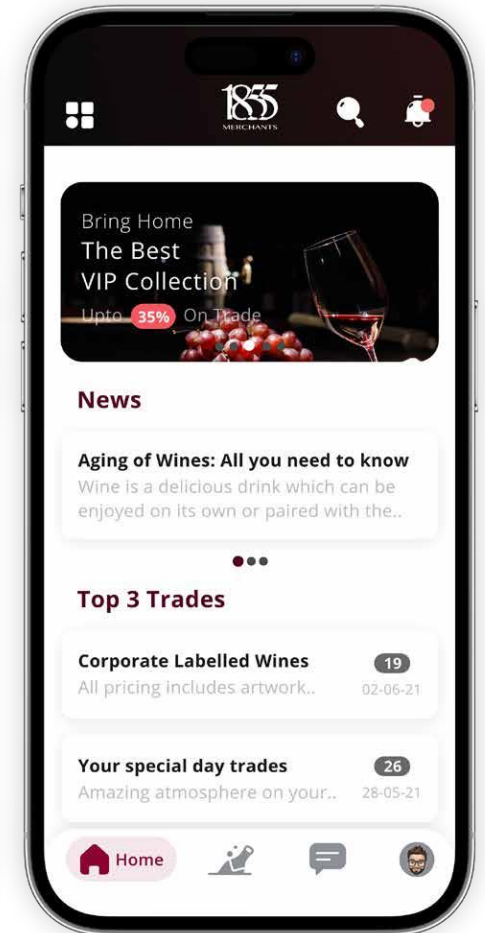 1855
MERCHANTS
Bring Home
The Best
VIP Collection
Upto 35% On Trade
News
Aging of Wines: All you need to know
Wine is a delicious drink which can be
enjoyed on its own or paired with the..
Top 3 Trades
Corporate Labelled Wines
19
All pricing includes artwork..
02-06-21
Your special day trades
26
Amazing atmosphere on your..
28-05-21
Home